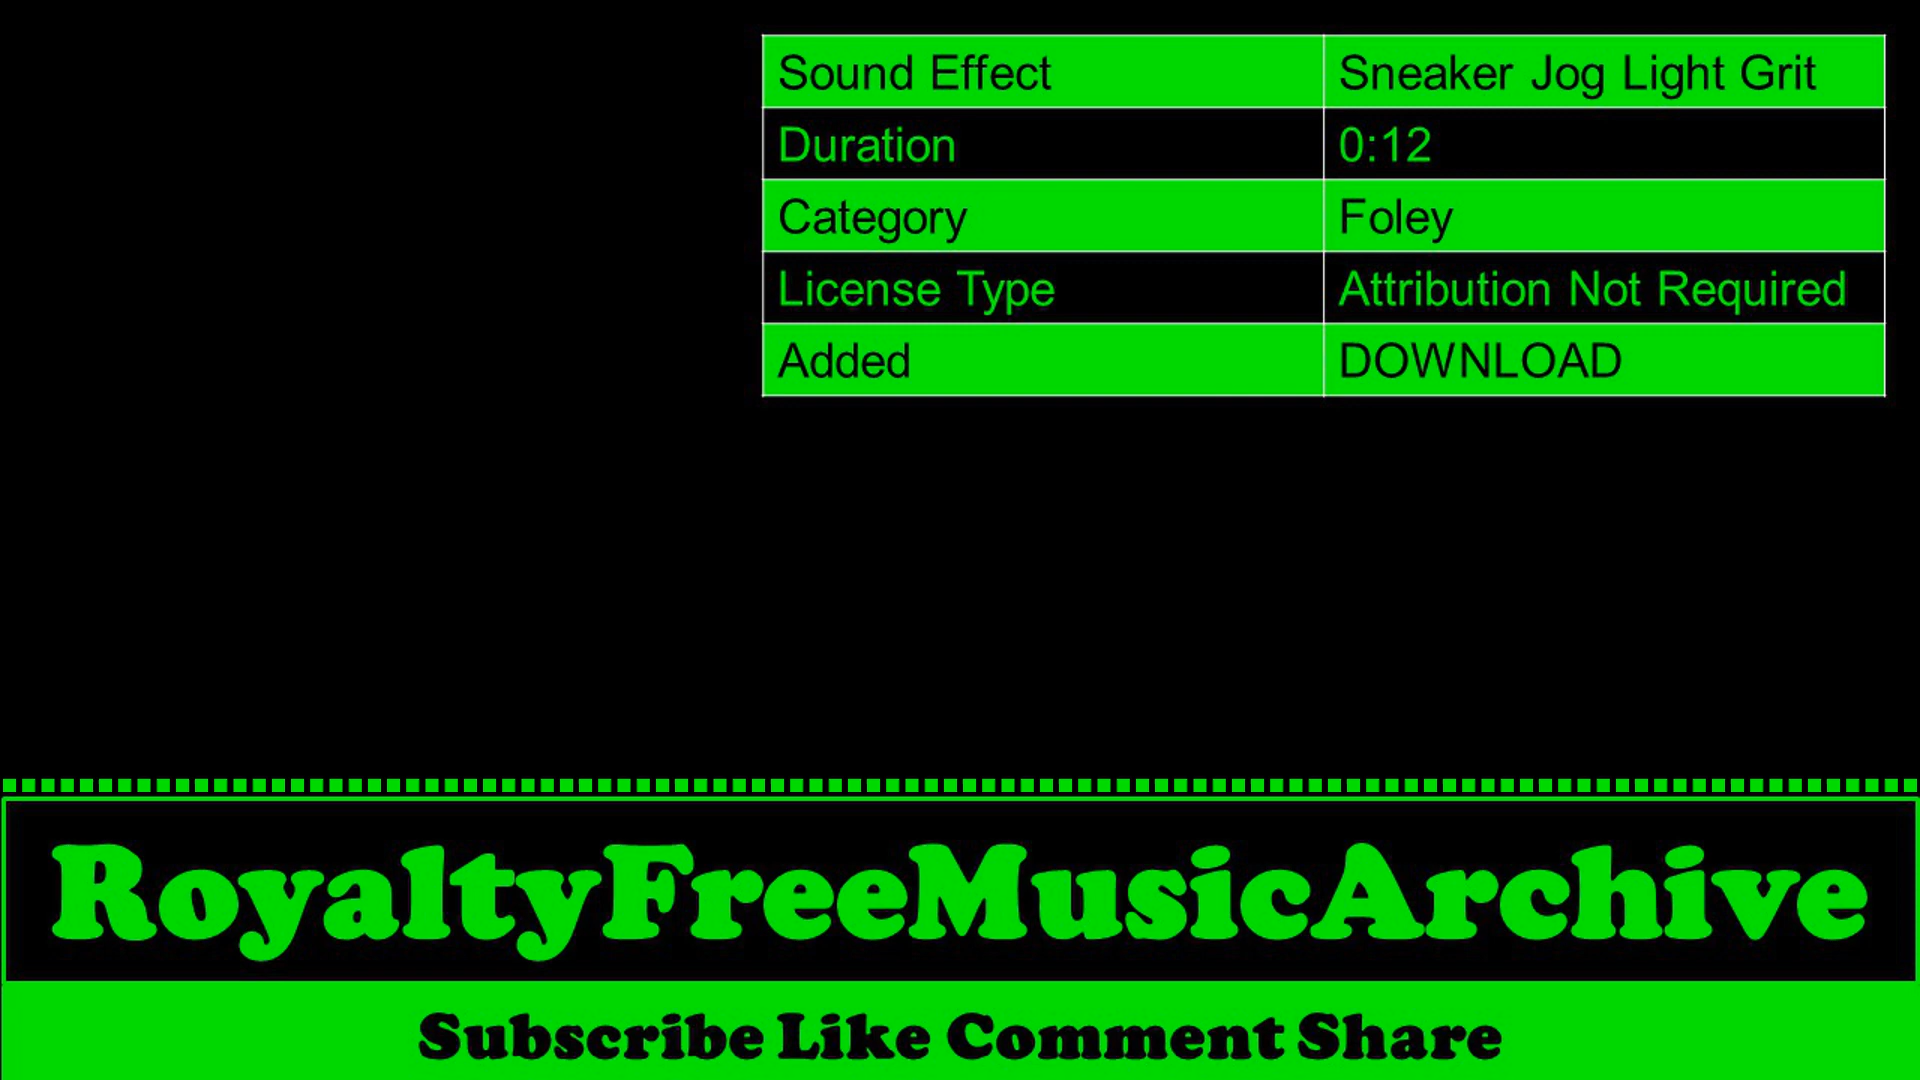 Sound Effect Sneaker Jog Light Grit
Duration 0:12
Category Foley
License Type Attribution Not Required
Added DOWNLOAD
RoyaltyFreeMusicArchive
Subscribe Like Comment Share